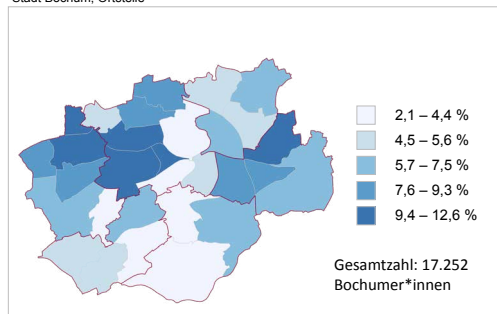 Stadt Bochum, Ortsteile
2,1 – 4,4 %
4,5 – 5,6 %
5,7 – 7,5 %
7,6 – 9,3 %
9,4 – 12,6 %
Gesamtzahl: 17.252
Bochumer*innen